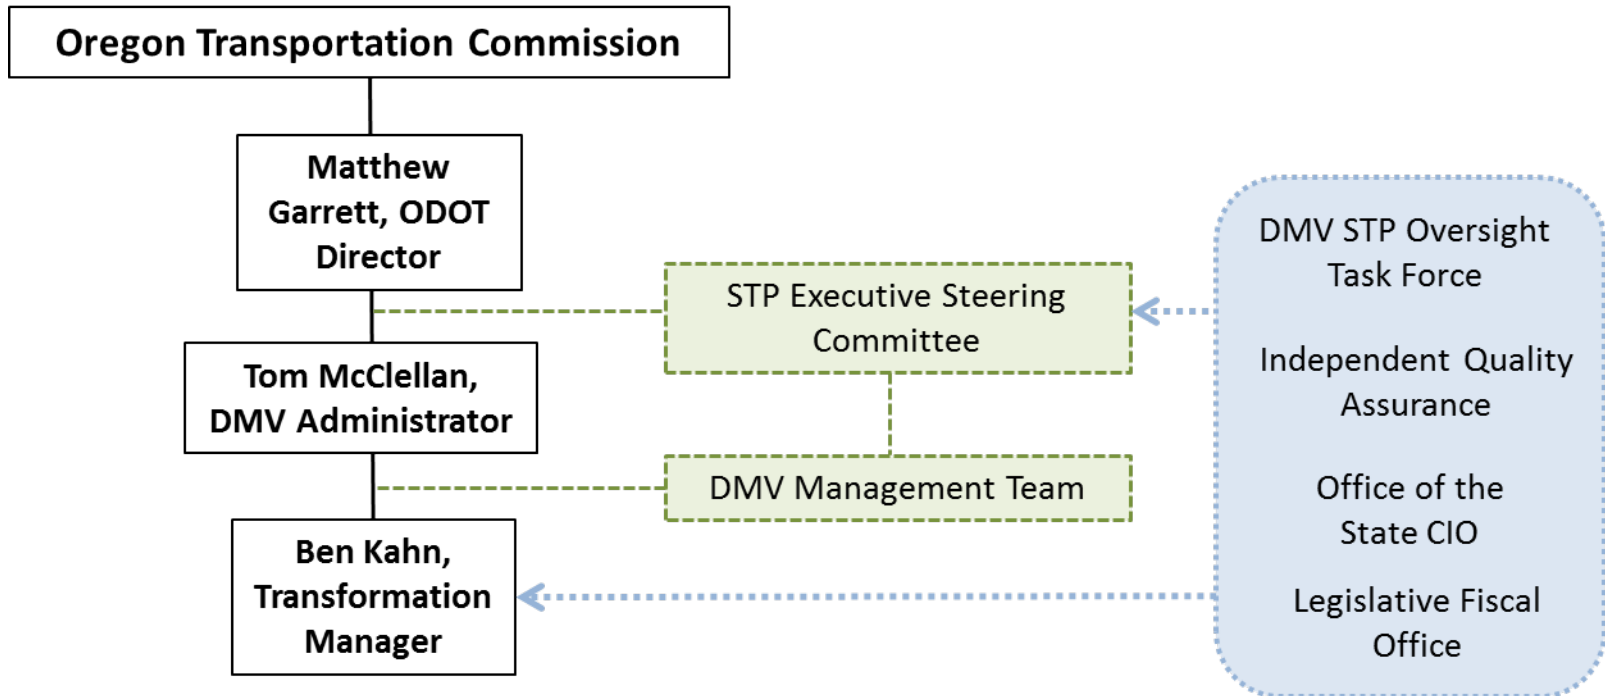 Oregon Transportation Commission
Matthew
Garrett, ODOT
Director
STP Executive Steering
Committee
Tom McClellan,
DMV Administrator
DMV Management Team
Ben Kahn,
Transformation
Manager
DMV STP Oversight
Task Force
Independent Quality
Assurance
Office of the
State CIO
Legislative Fiscal
Office